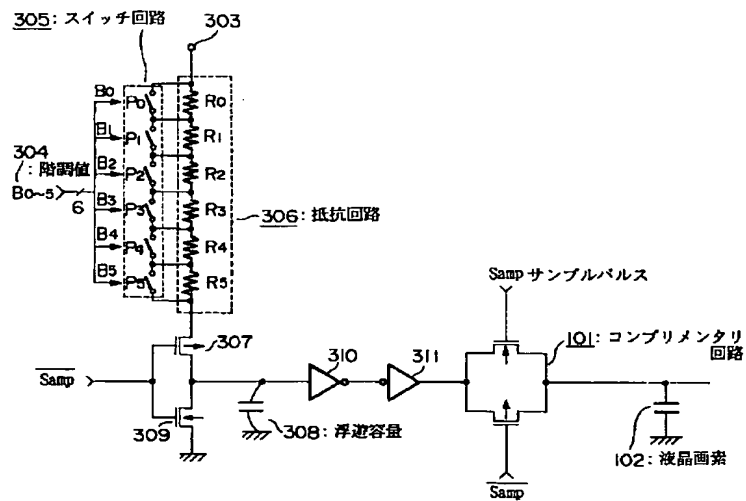 305:スイッチ回路
303
B0
P0
R0
B1
P1
R1
304
:階調値
B2
P2
R2
B0~5
6
B3
P3
R3
306:抵抗回路
B4
P4
R4
B5
P5
R5
Samp サンプルパルス
307
310
311
101:コンプリメンタリ
回路
Samp
309
308:浮遊容量
102:液晶画素
Samp